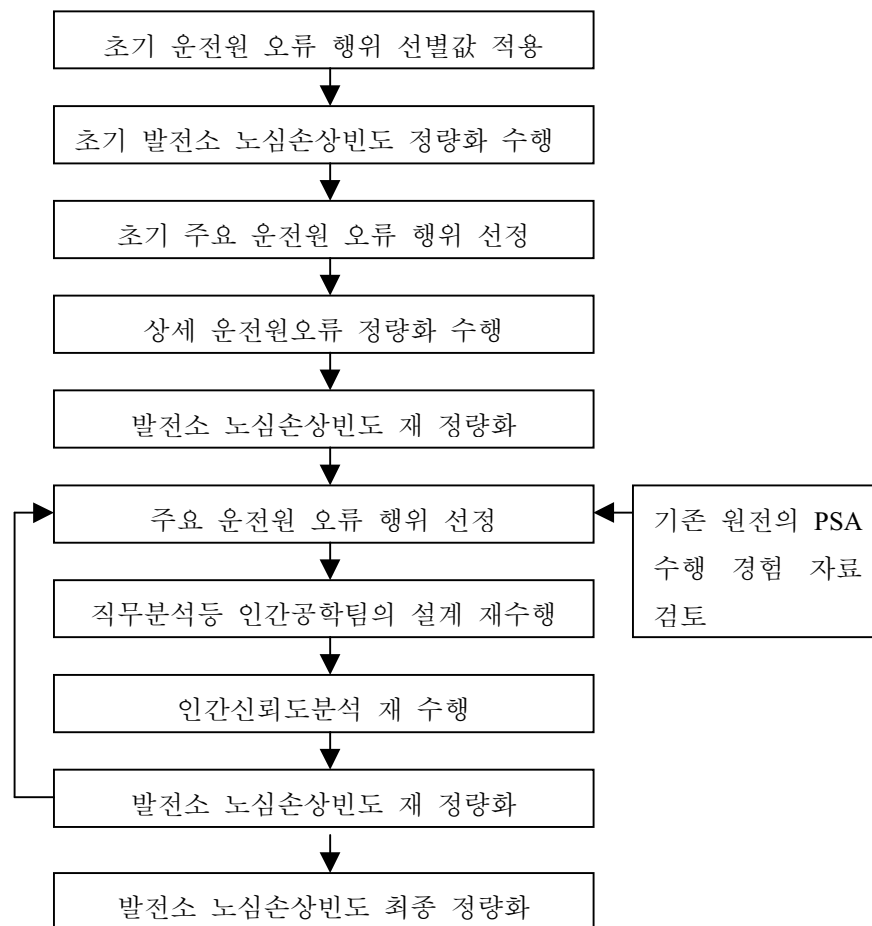 초기 운전원 오류 행위 선별값 적용
초기 발전소 노심손상빈도 정량화 수행
초기 주요 운전원 오류 행위 선정
상세 운전원오류 정량화 수행
발전소 노심손상빈도 재 정량화
주요 운전원 오류 행위 선정
기존 원전의 PSA
수행 경험 자료
검토
직무분석등 인간공학팀의 설계 재수행
인간신뢰도분석 재 수행
발전소 노심손상빈도 재 정량화
발전소 노심손상빈도 최종 정량화